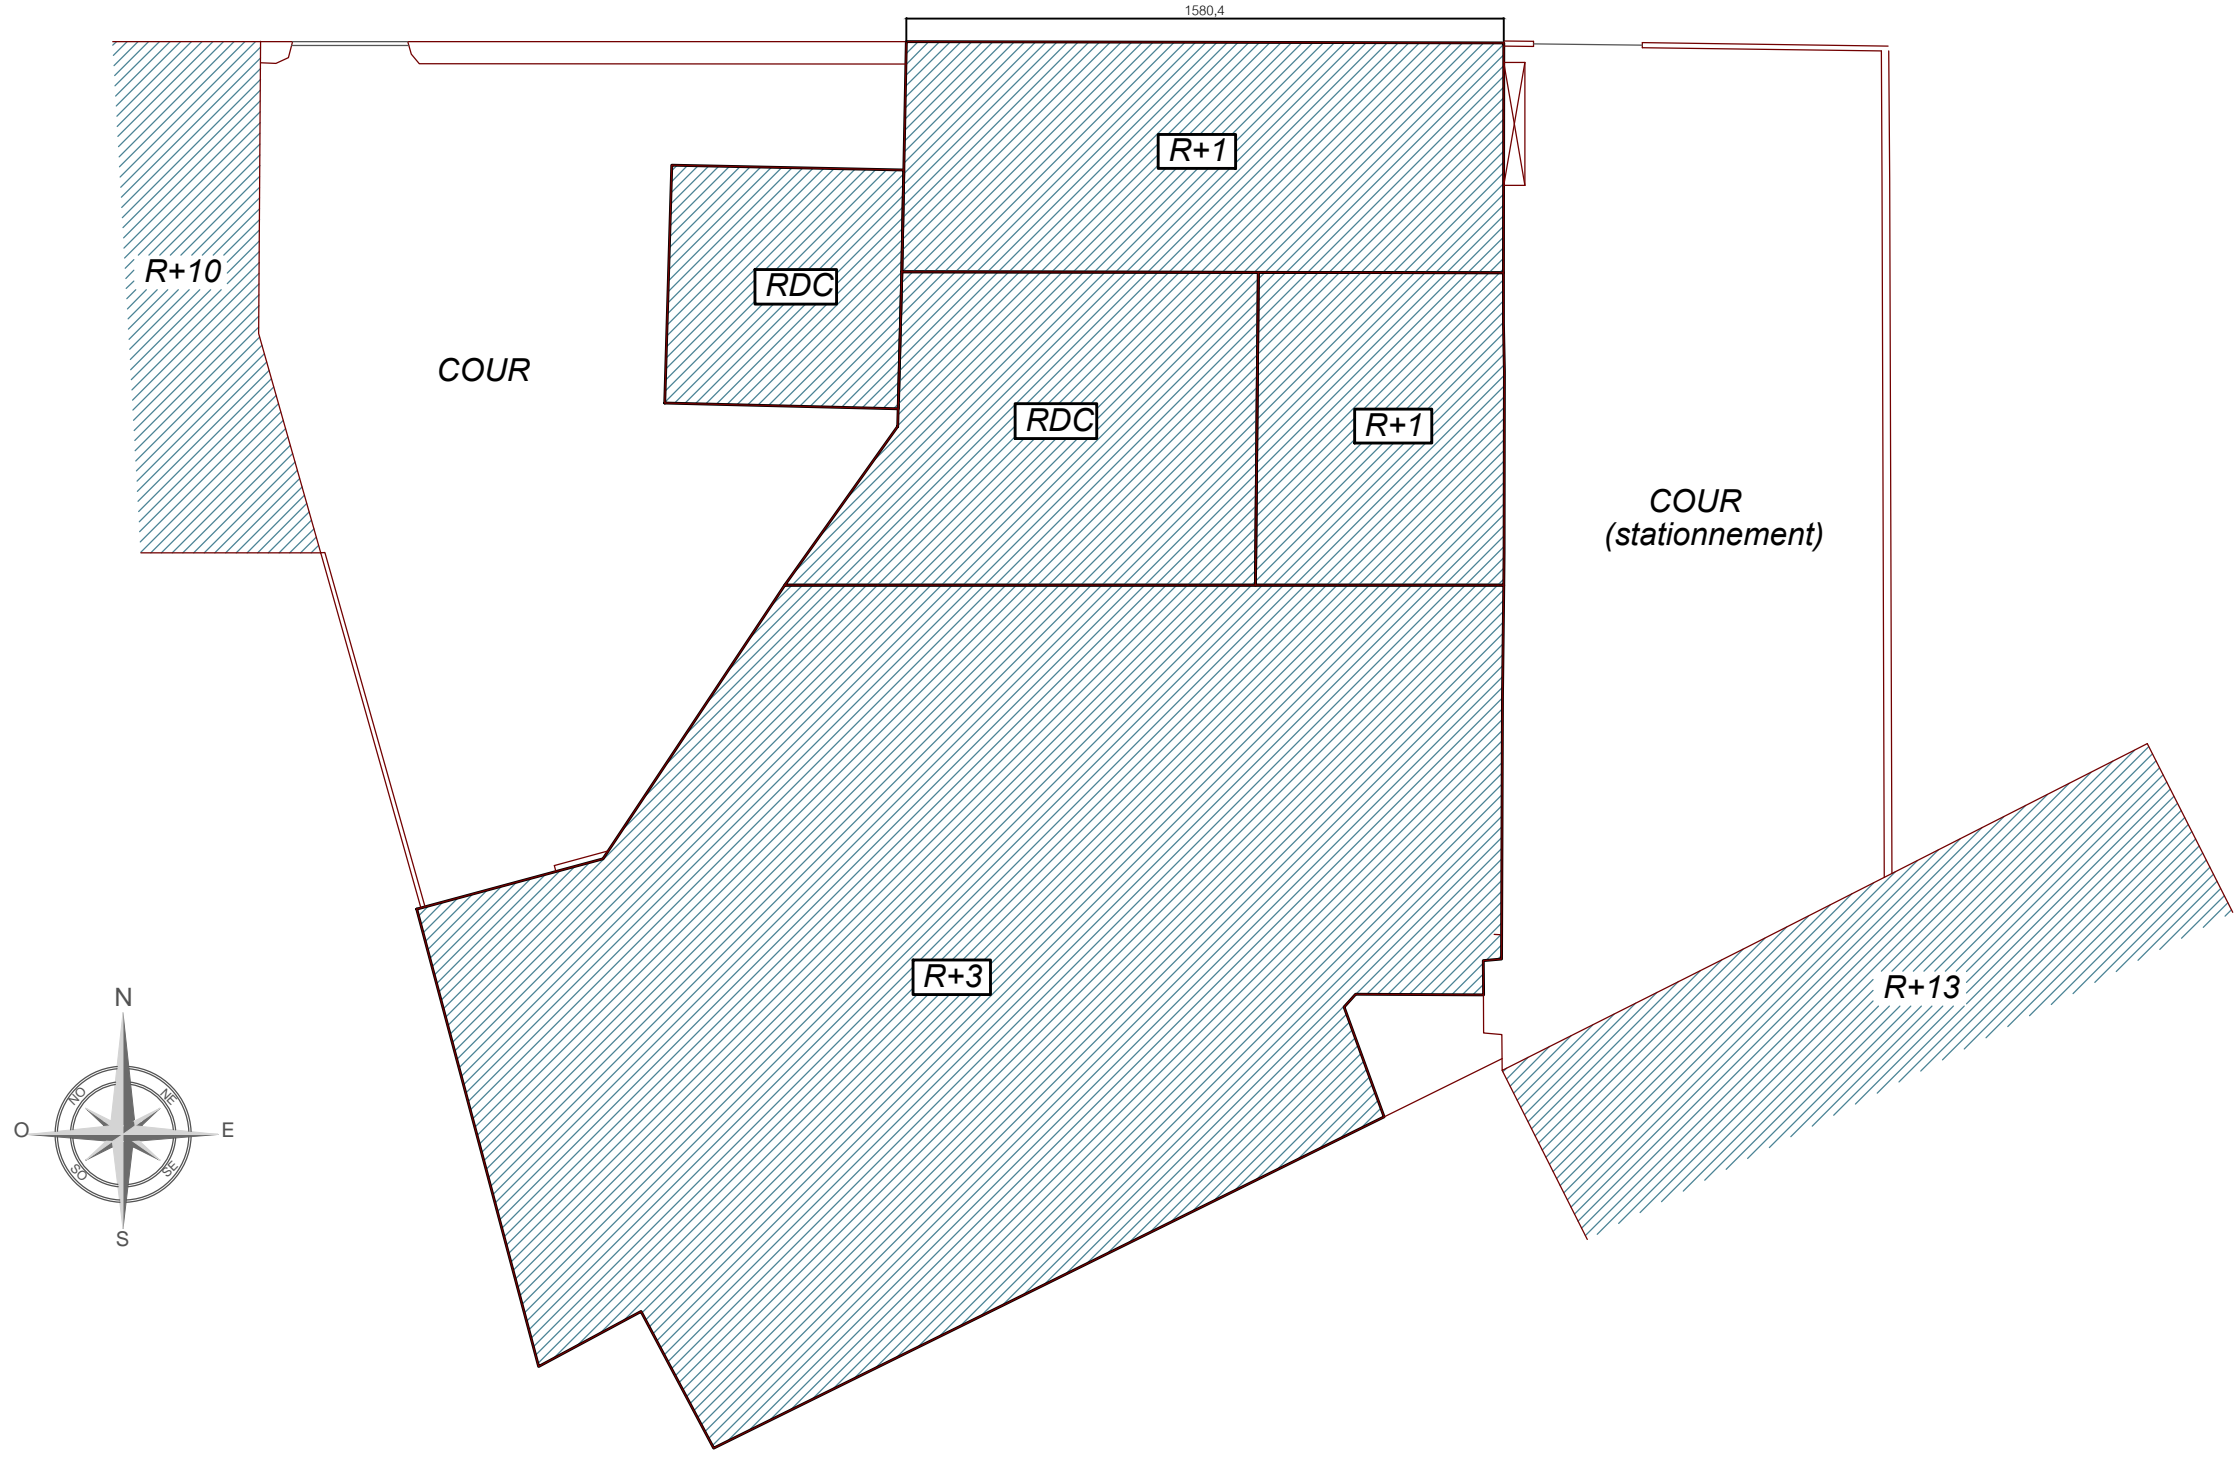 1580,4
R+1
R+10
RDC
COUR
RDC
R+1
COUR
(stationnement)
R+3
R+13
N
NO
NE
O
E
SO
SE
S